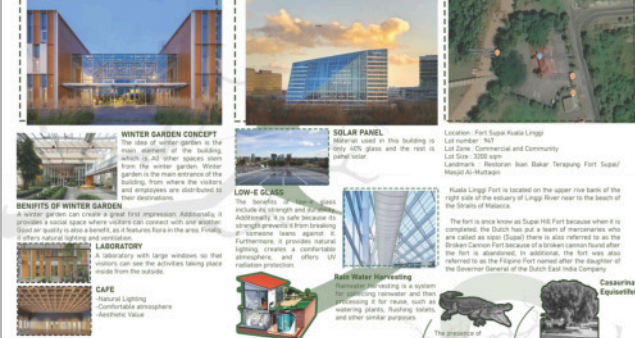 WINTER GARDEN CONCEPT
The idea of winter garden is the
main element of the building,
which is All other spaces stem
from the winter garden. Winter
garden is the main entrance of the
building, from where the visitors
and employees are distributed to
their destinations.
BENIFITS OF WINTER GARDEN
A winter garden can create a great first impression. Additionally, it
provides a social space where visitors can connect with one another.
Good air quality is also a benefit, as it features flora in the area. Finally,
it offers natural lighting and ventilation.
LABORATORY
A laboratory with large windows so that
visitors can see the activities taking place
inside from the outside.
CAFE
-Natural Lighting
-Comfortable atmosphere
-Aesthetic Value
SOLAR PANEL
Material used in this building is
only 40% glass and the rest is
panel solar
LOW-E GLASS
The benefits of low-e glass
include its strength and durability.
Additionally, it is safe because its
strength prevents it from breaking
if someone leans against it.
Furthermore, it provides natural
lighting, creates a comfortable
atmosphere, and offers UV
radiation protection.
Rain Water Harvesting
Rainwater harvesting is a system
for collecting rainwater and then
processing it for reuse, such as
watering plants, flushing toilets,
and other similar purposes.
Location : Fort Supai Kuala Linggi
Lot number : 947
Lot Zone : Commercial and Community
Lot Size : 3200 sqm
Landmark : Restoran Ikan Bakar Terapung Fort Supai/
Masjid Al-Muttaqin
Kuala Linggi Fort is located on the upper rive bank of the
right side of the estuary of Linggi River near to the beach of
the Straits of Malacca.
The fort is once know as Supai Hill Fort because when it is
completed, the Dutch has put a team of mercenaries who
are called as sipai (Supai) there is also referred to as the
Broken Cannon Fort because of a broken cannon found after
the fort is abandoned, in additional, the fort was also
referred to as the Filipino Fort named after the daughter of
the Governor General of the Dutch East India Company
The presence of
Casaurina